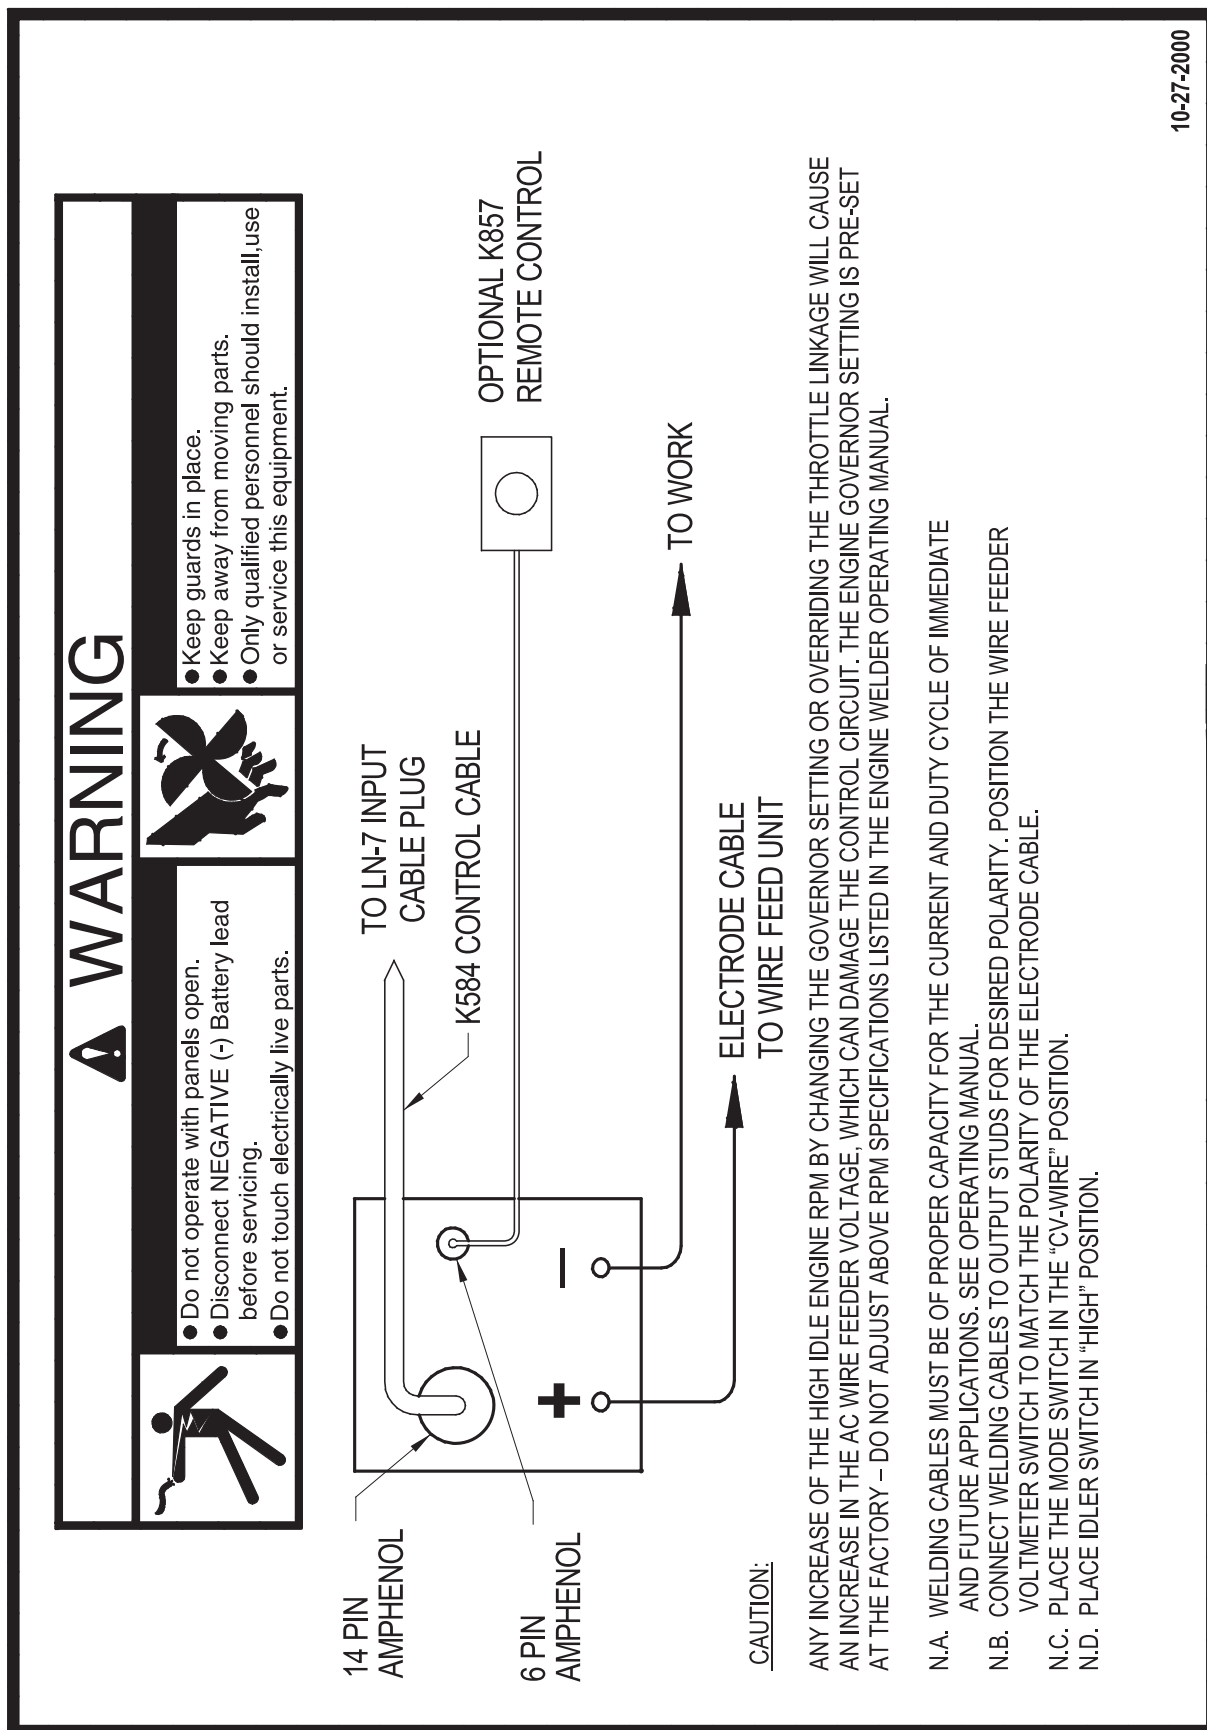 WARNING
● Do not operate with panels open.
● Disconnect NEGATIVE (-) Battery lead
before servicing.
● Do not touch electrically live parts.
● Keep guards in place.
● Keep away from moving parts.
● Only qualified personnel should install,use
or service this equipment.
14 PIN
AMPHENOL
6 PIN
AMPHENOL
TO LN-7 INPUT
CABLE PLUG
K584 CONTROL CABLE
OPTIONAL K857
REMOTE CONTROL
+
–
TO WORK
ELECTRODE CABLE
TO WIRE FEED UNIT
CAUTION:
ANY INCREASE OF THE HIGH IDLE ENGINE RPM BY CHANGING THE GOVERNOR SETTING OR OVERRIDING THE THROTTLE LINKAGE WILL CAUSE
AN INCREASE IN THE AC WIRE FEEDER VOLTAGE, WHICH CAN DAMAGE THE CONTROL CIRCUIT. THE ENGINE GOVERNOR SETTING IS PRE-SET
AT THE FACTORY – DO NOT ADJUST ABOVE RPM SPECIFICATIONS LISTED IN THE ENGINE WELDER OPERATING MANUAL.
N.A. WELDING CABLES MUST BE OF PROPER CAPACITY FOR THE CURRENT AND DUTY CYCLE OF IMMEDIATE
AND FUTURE APPLICATIONS. SEE OPERATING MANUAL.
N.B. CONNECT WELDING CABLES TO OUTPUT STUDS FOR DESIRED POLARITY. POSITION THE WIRE FEEDER
VOLTMETER SWITCH TO MATCH THE POLARITY OF THE ELECTRODE CABLE.
N.C. PLACE THE MODE SWITCH IN THE “CV-WIRE” POSITION.
N.D. PLACE IDLER SWITCH IN “HIGH” POSITION.
10-27-2000